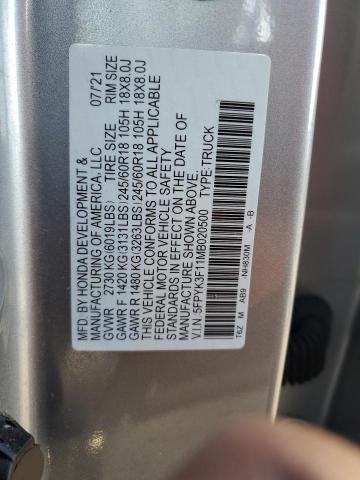 MFD. BY HONDA DEVELOPMENT &
MANUFACTURING OF AMERICA, LLC 07/'21
GVWR 2730 KG (6019LBS) TIRE SIZE RIM SIZE
GAWR F 1420 KG (3131LBS) 245/60R18 105H 18X8.0J
GAWR R 1480 KG (3263LBS) 245/60R18 105H 18X8.0J
THIS VEHICLE CONFORMS TO ALL APPLICABLE
FEDERAL MOTOR VEHICLE SAFETY
STANDARDS IN EFFECT ON THE DATE OF
MANUFACTURE SHOWN ABOVE.
V.I.N. 5FPYK3F11MB020500 TYPE:TRUCK
T6Z M AB9 -NH830M -A -B